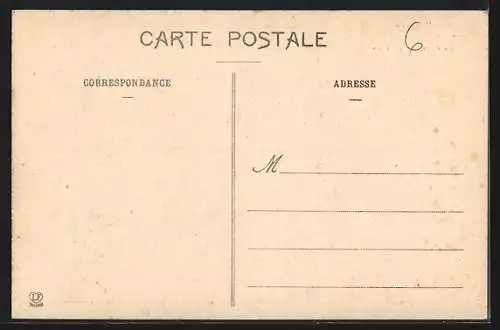 CARTE POSTALE
6
CORRESPONDANCE
ADRESSE
M